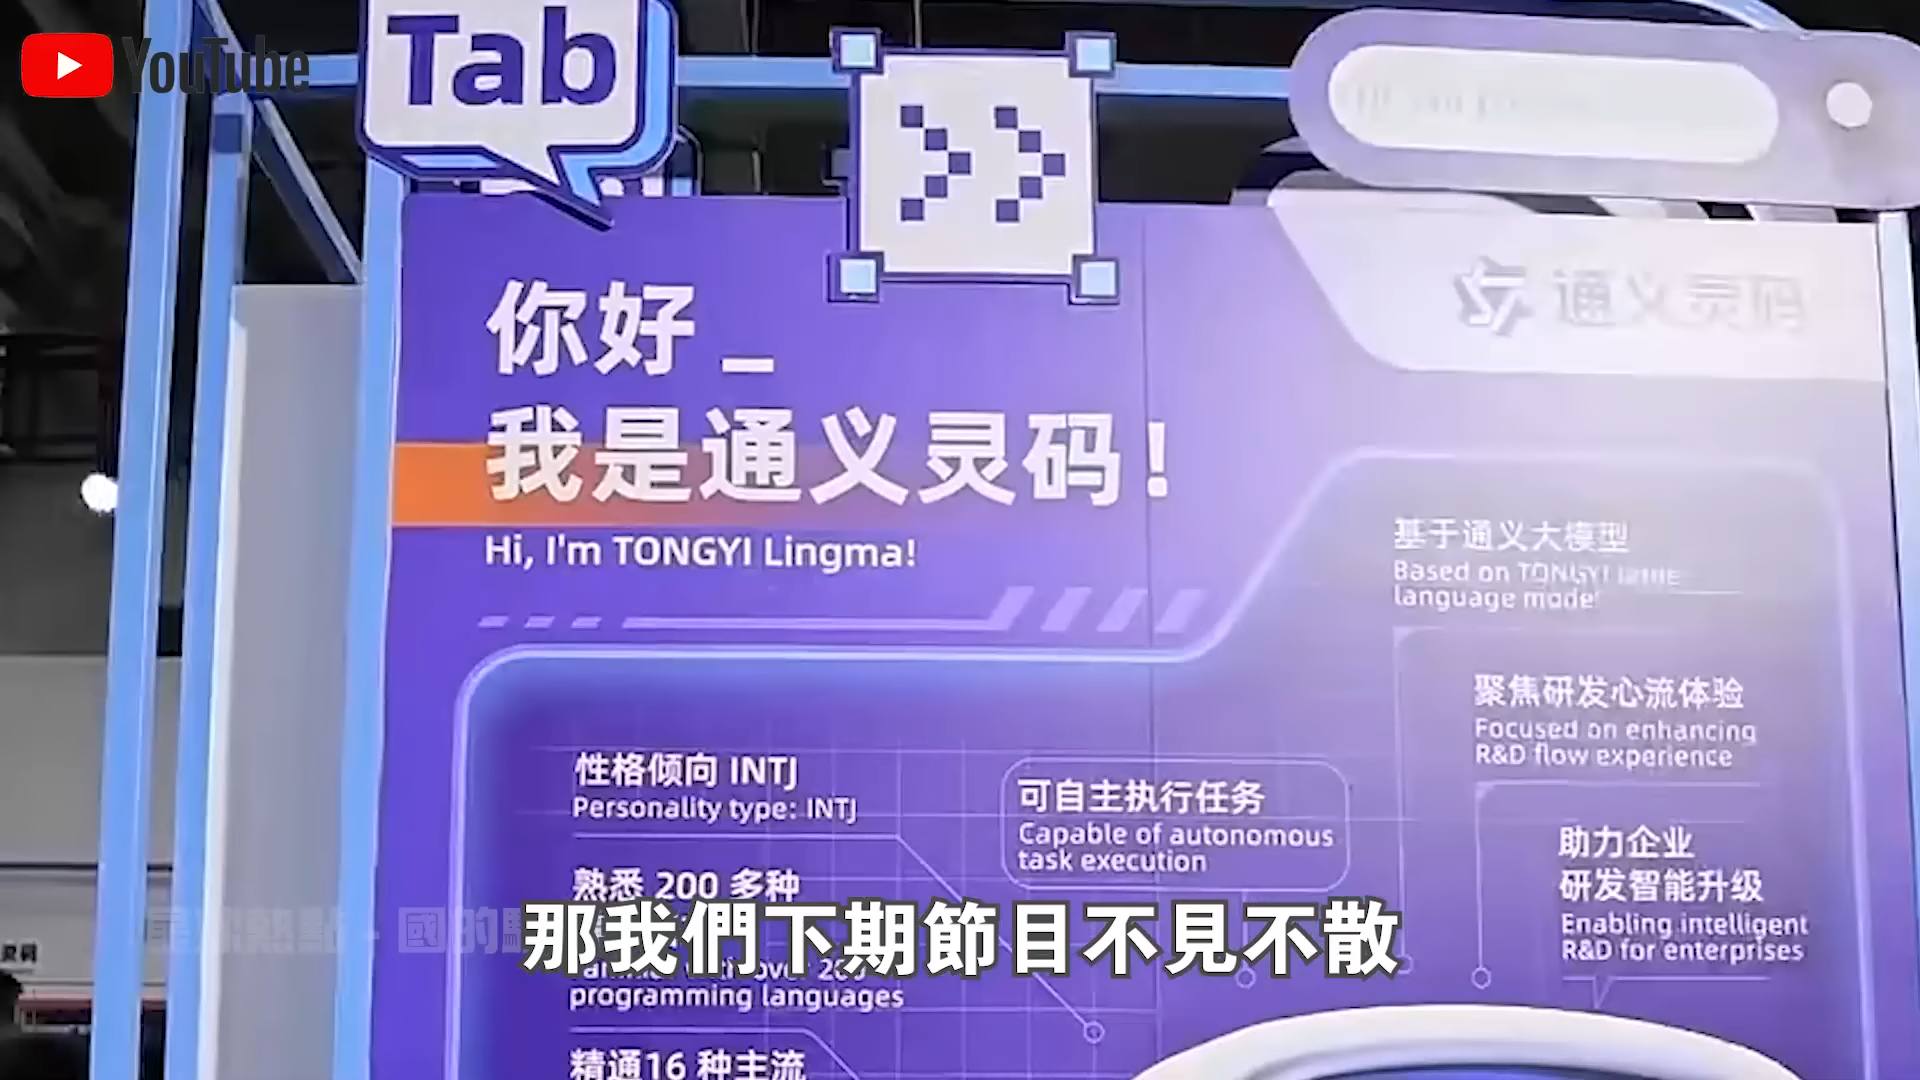 YouTube
Tab
通义灵码
你好_
我是通义灵码！
Hi, I'm TONGYI Lingma!
基于通义大模型
Based on TONGYI large
language model
聚焦研发心流体验
Focused on enhancing
R&D flow experience
性格倾向 INTJ
Personality type: INTJ
可自主执行任务
Capable of autonomous
task execution
助力企业
研发智能升级
Enabling intelligent
R&D for enterprises
熟悉 200 多种
programming languages
精通16 种主流
那我們下期節目不見不散